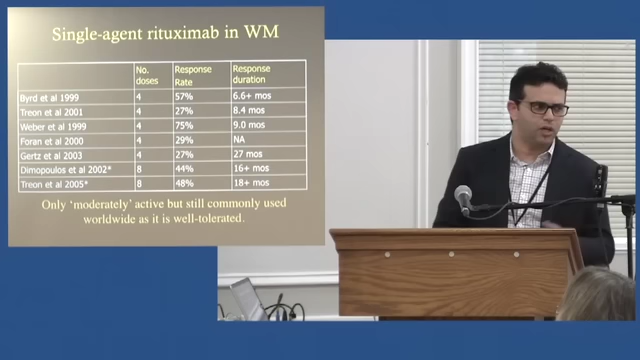 Single-agent rituximab in WM
No. doses Response Rate Response duration
Byrd et al 1999 4 57% 6.6+ mos
Treon et al 2001 4 27% 8.4 mos
Weber et al 1999 4 75% 9.0 mos
Foran et al 2000 4 29% NA
Gertz et al 2003 4 27% 27 mos
Dimopoulos et al 2002* 8 44% 16+ mos
Treon et al 2005* 8 48% 18+ mos
Only 'moderately' active but still commonly used
worldwide as it is well-tolerated.